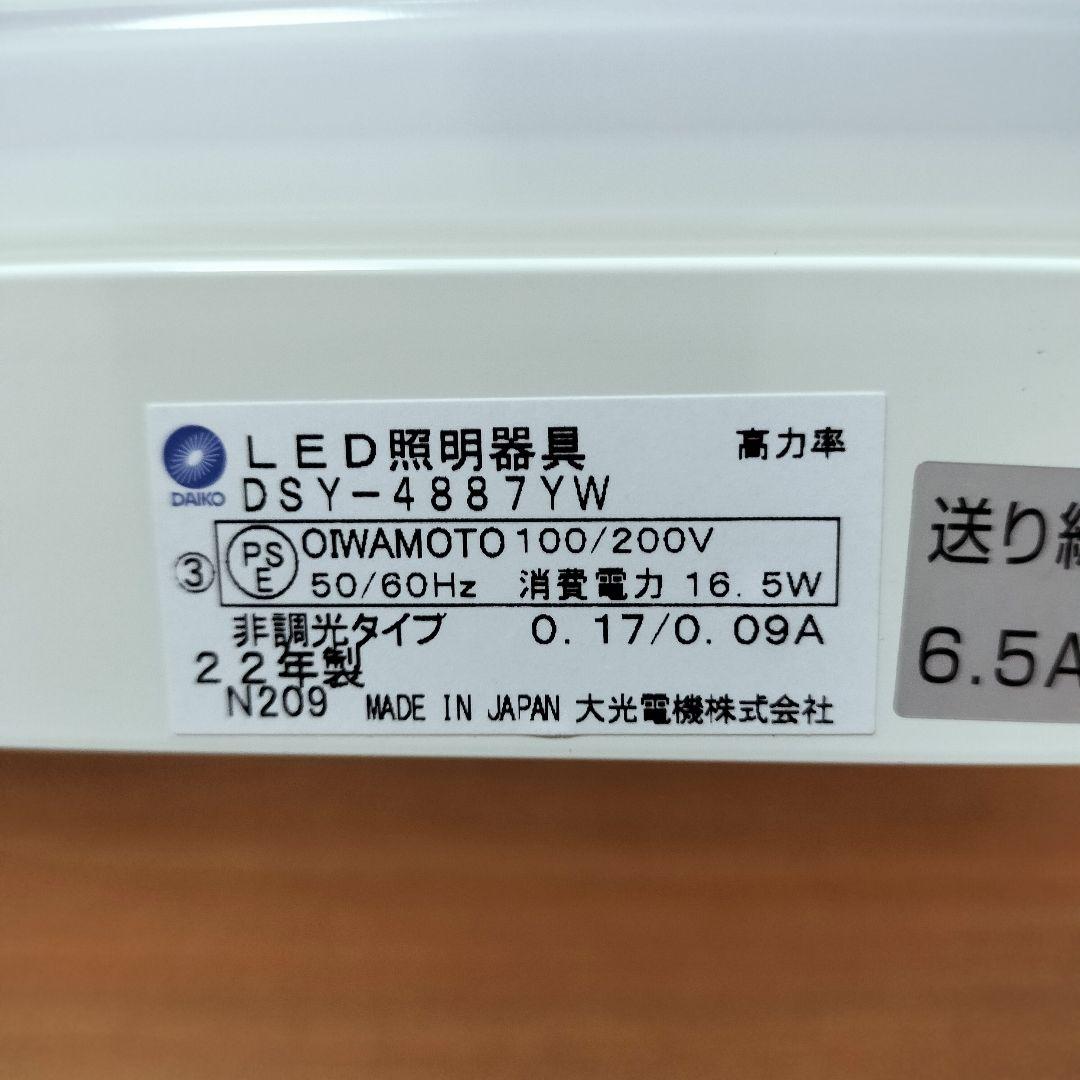 LED照明器具 高力率
DAIKO DSY-4887YW
③ PSE OIWAMOTO 100/200V
50/60Hz 消費電力 16.5W
非調光タイプ 0.17/0.09A
22年製
N209 MADE IN JAPAN 大光電機株式会社
送り
6.5A